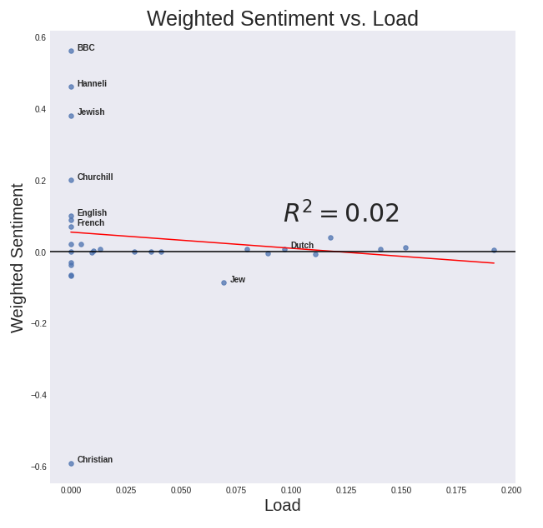 Weighted Sentiment vs. Load
0.6
BBC
Hanneli
0.4
Jewish
0.2
Churchill
English
French
R² = 0.02
Dutch
0.0
Jew
−0.2
−0.4
Christian
−0.6
Weighted Sentiment
0.000 0.025 0.050 0.075 0.100 0.125 0.150 0.175 0.200
Load